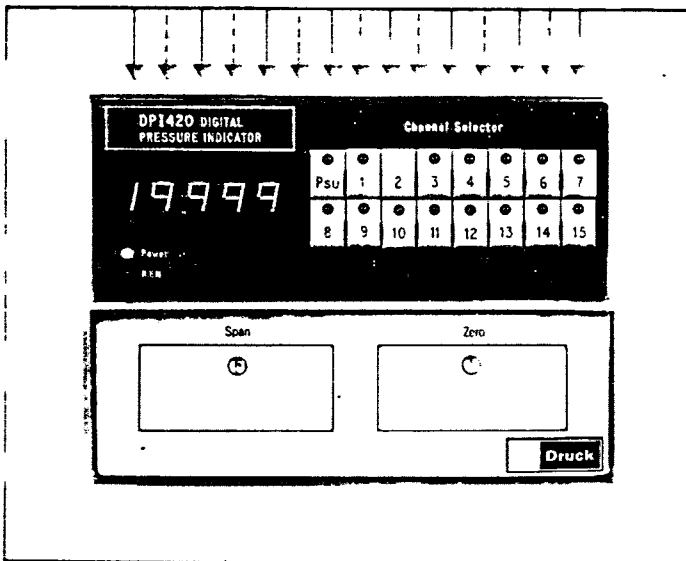 DPI420 DIGITAL
PRESSURE INDICATOR
Channel Selector
19.999
Psu 1 2 3 4 5 6 7
8 9 10 11 12 13 14 15
Power
REM
Span
Zero
Druck